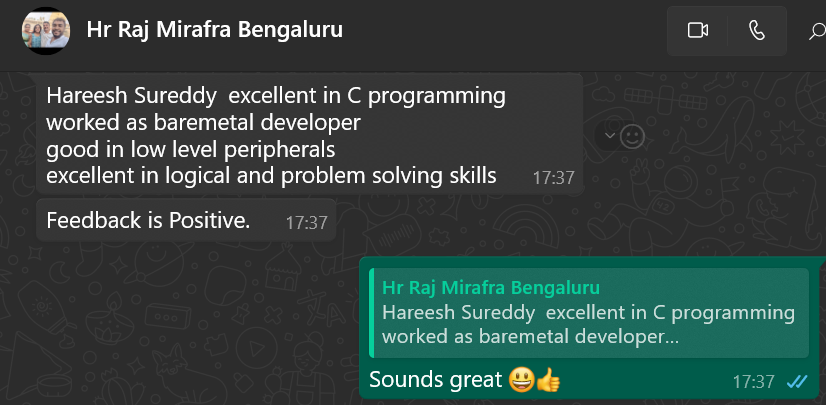 Hr Raj Mirafra Bengaluru
Hareesh Sureddy  excellent in C programming
worked as baremetal developer
good in low level peripherals
excellent in logical and problem solving skills 17:37
Feedback is Positive. 17:37
Hr Raj Mirafra Bengaluru
Hareesh Sureddy  excellent in C programming
worked as baremetal developer...
Sounds great 😃👍 17:37